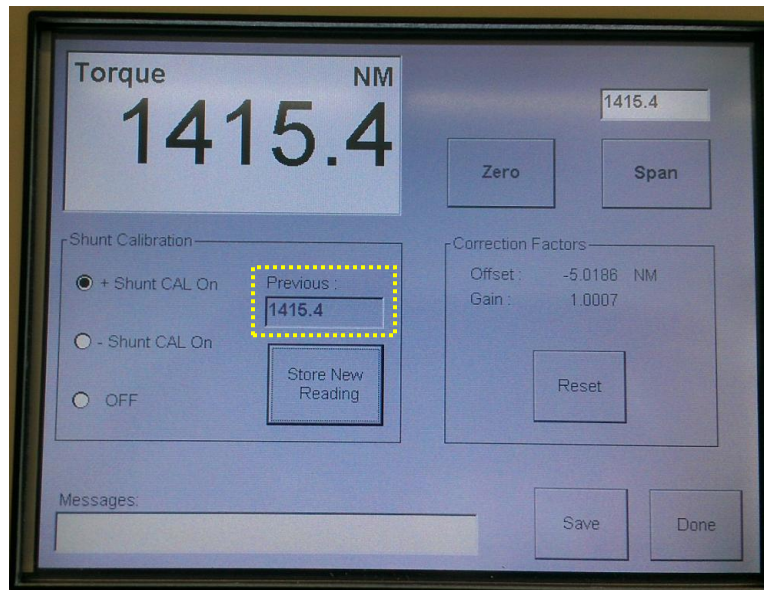 Torque NM
1415.4
1415.4
Zero
Span
Shunt Calibration
+ Shunt CAL On
Previous :
1415.4
- Shunt CAL On
Store New
Reading
OFF
Correction Factors
Offset : -5.0186 NM
Gain : 1.0007
Reset
Messages:
Save
Done